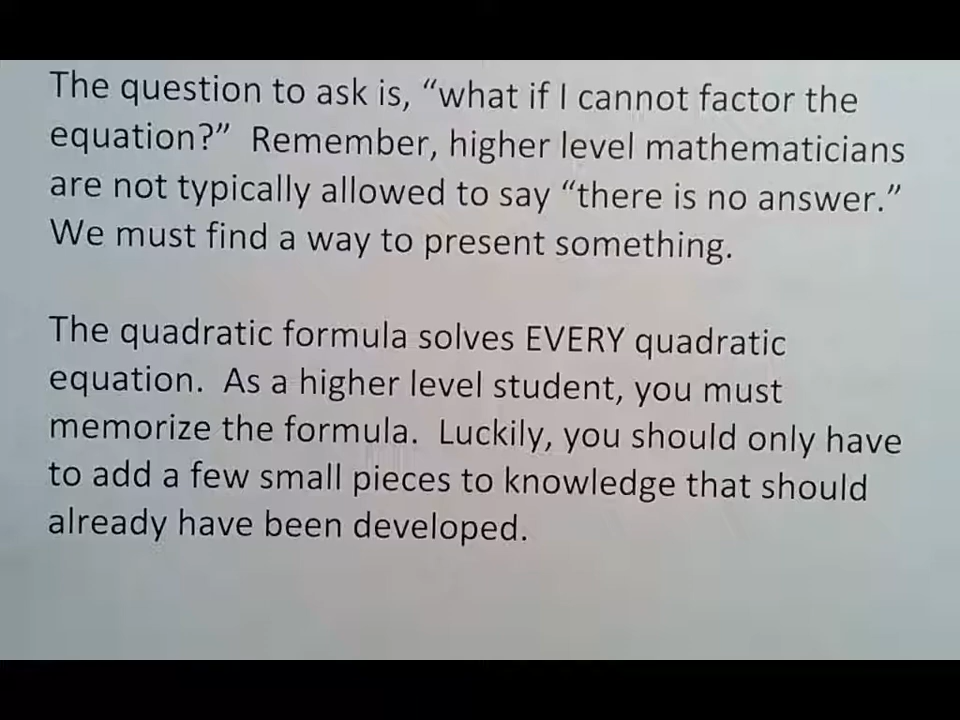 The question to ask is, “what if I cannot factor the
equation?”  Remember, higher level mathematicians
are not typically allowed to say “there is no answer.”
We must find a way to present something.
The quadratic formula solves EVERY quadratic
equation.  As a higher level student, you must
memorize the formula.  Luckily, you should only have
to add a few small pieces to knowledge that should
already have been developed.